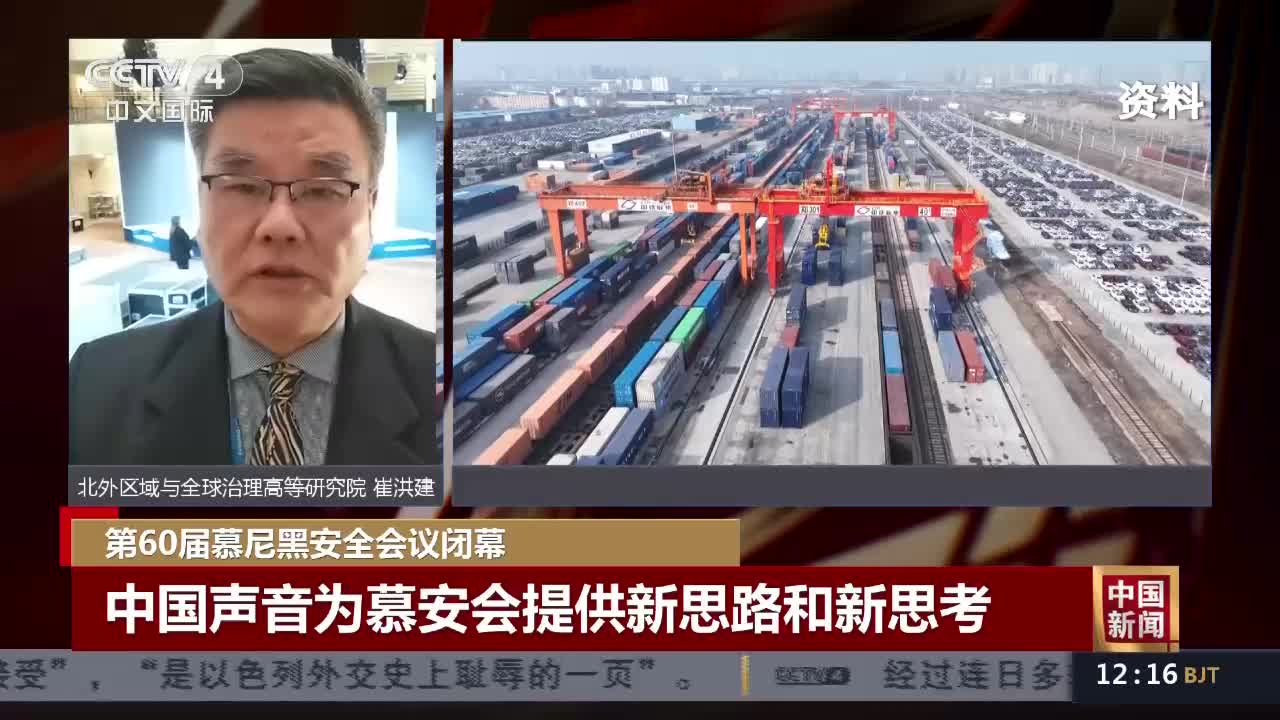 CCTV 4
中文国际
资料
北外区域与全球治理高等研究院 崔洪建
第60届慕尼黑安全会议闭幕
中国声音为慕安会提供新思路和新思考
中国
新闻
受”，“是以色列外交史上耻辱的一页”。 CCTV 4 经过连日多
12:16 BJT